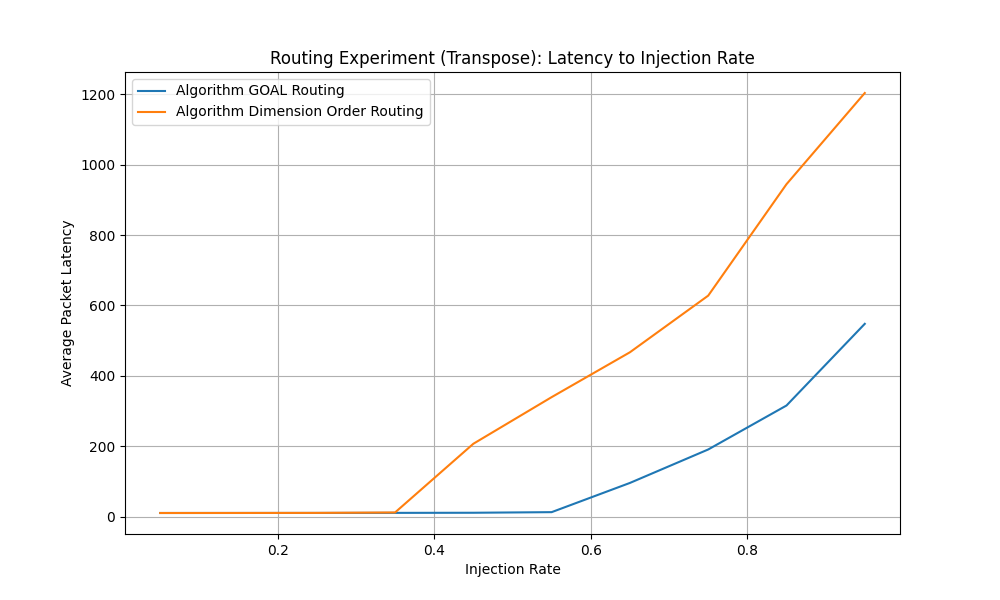 Routing Experiment (Transpose): Latency to Injection Rate
Algorithm GOAL Routing
Algorithm Dimension Order Routing
Average Packet Latency
1200
1000
800
600
400
200
0
0.2
0.4
0.6
0.8
Injection Rate